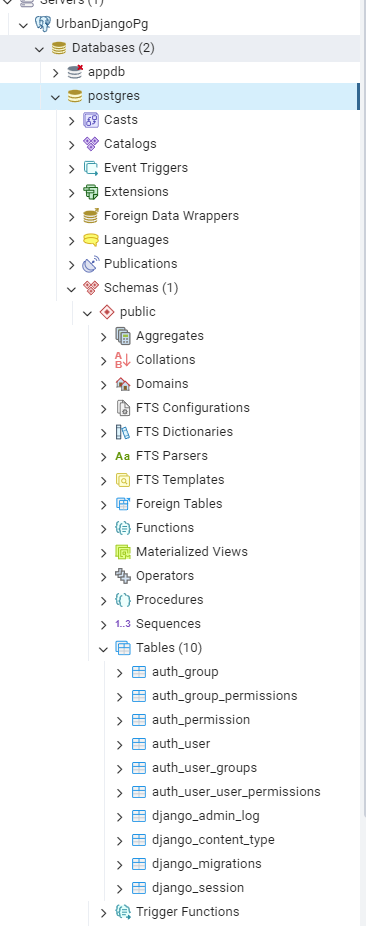 Servers (1)
UrbanDjangoPg
Databases (2)
appdb
postgres
Casts
Catalogs
Event Triggers
Extensions
Foreign Data Wrappers
Languages
Publications
Schemas (1)
public
Aggregates
Collations
Domains
FTS Configurations
FTS Dictionaries
Aa FTS Parsers
FTS Templates
Foreign Tables
Functions
Materialized Views
Operators
Procedures
1..3 Sequences
Tables (10)
auth_group
auth_group_permissions
auth_permission
auth_user
auth_user_groups
auth_user_user_permissions
django_admin_log
django_content_type
django_migrations
django_session
Trigger Functions